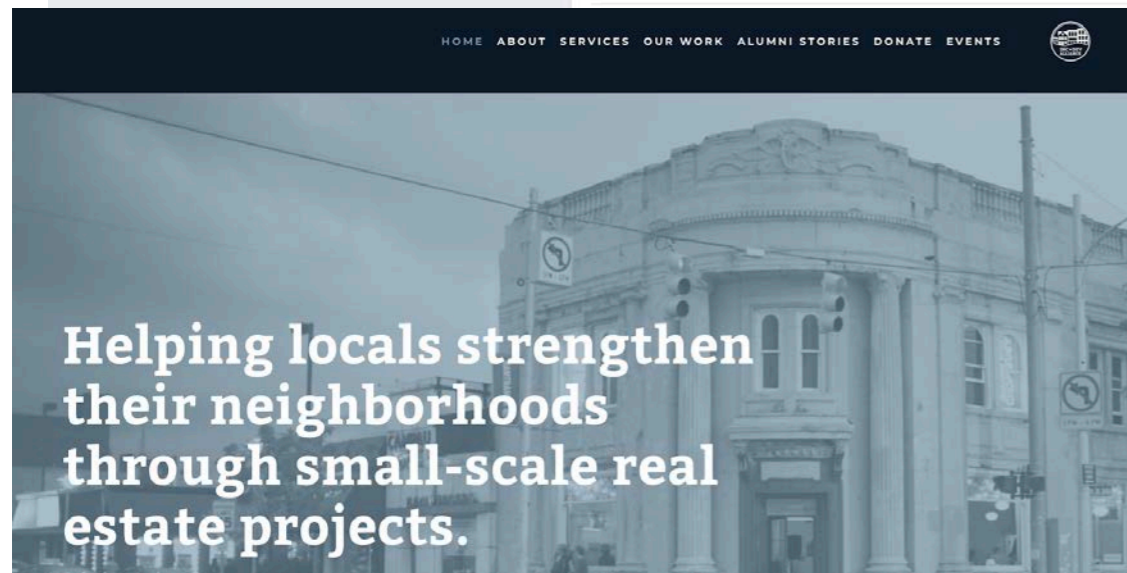 HOME ABOUT SERVICES OUR WORK ALUMNI STORIES DONATE EVENTS
Helping locals strengthen
their neighborhoods
through small-scale real
estate projects.